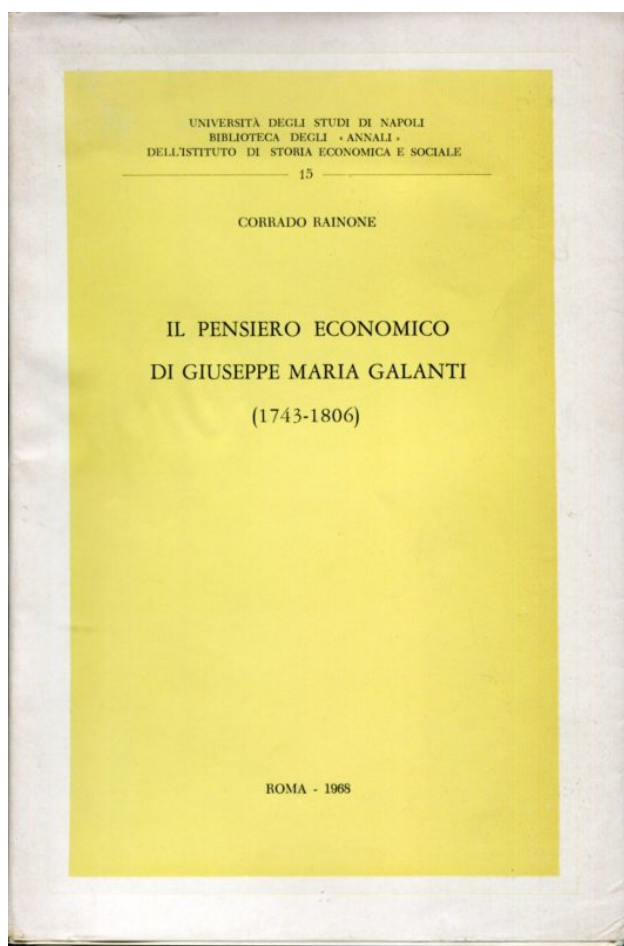 UNIVERSITÀ DEGLI STUDI DI NAPOLI
BIBLIOTECA DEGLI «ANNALI»
DELL'ISTITUTO DI STORIA ECONOMICA E SOCIALE
15
CORRADO RAINONE
IL PENSIERO ECONOMICO
DI GIUSEPPE MARIA GALANTI
(1743-1806)
ROMA - 1968